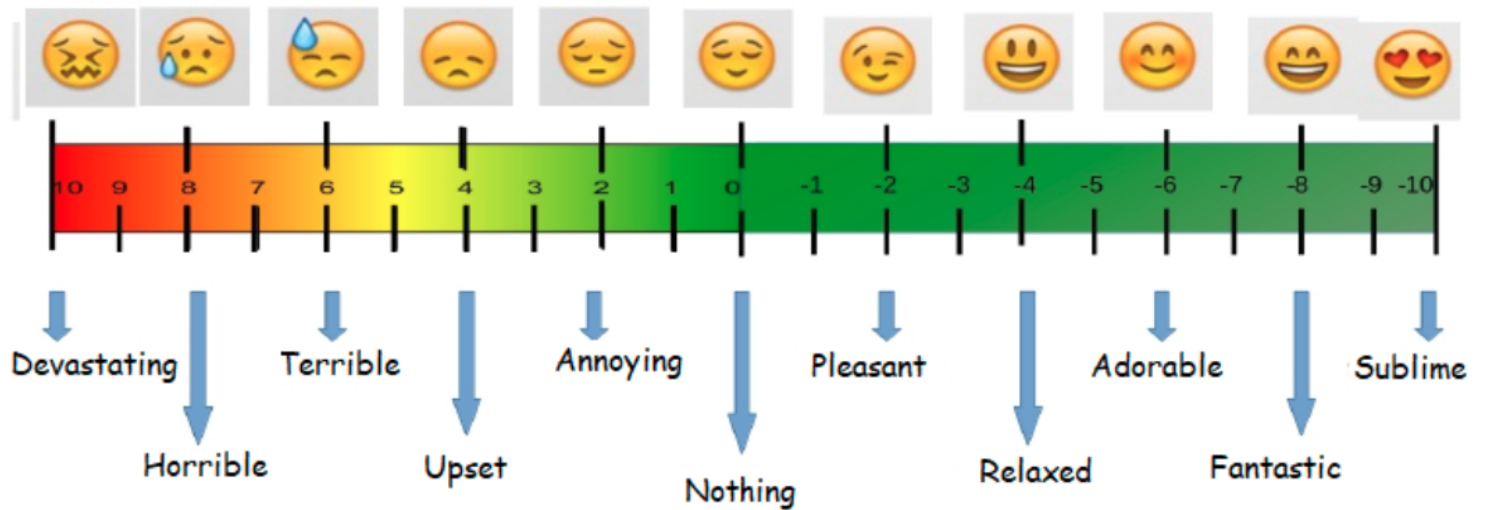 10 9 8 7 6 5 4 3 2 1 0 -1 -2 -3 -4 -5 -6 -7 -8 -9 -10
Devastating Terrible Annoying Pleasant Adorable Sublime
Horrible Upset Nothing Relaxed Fantastic